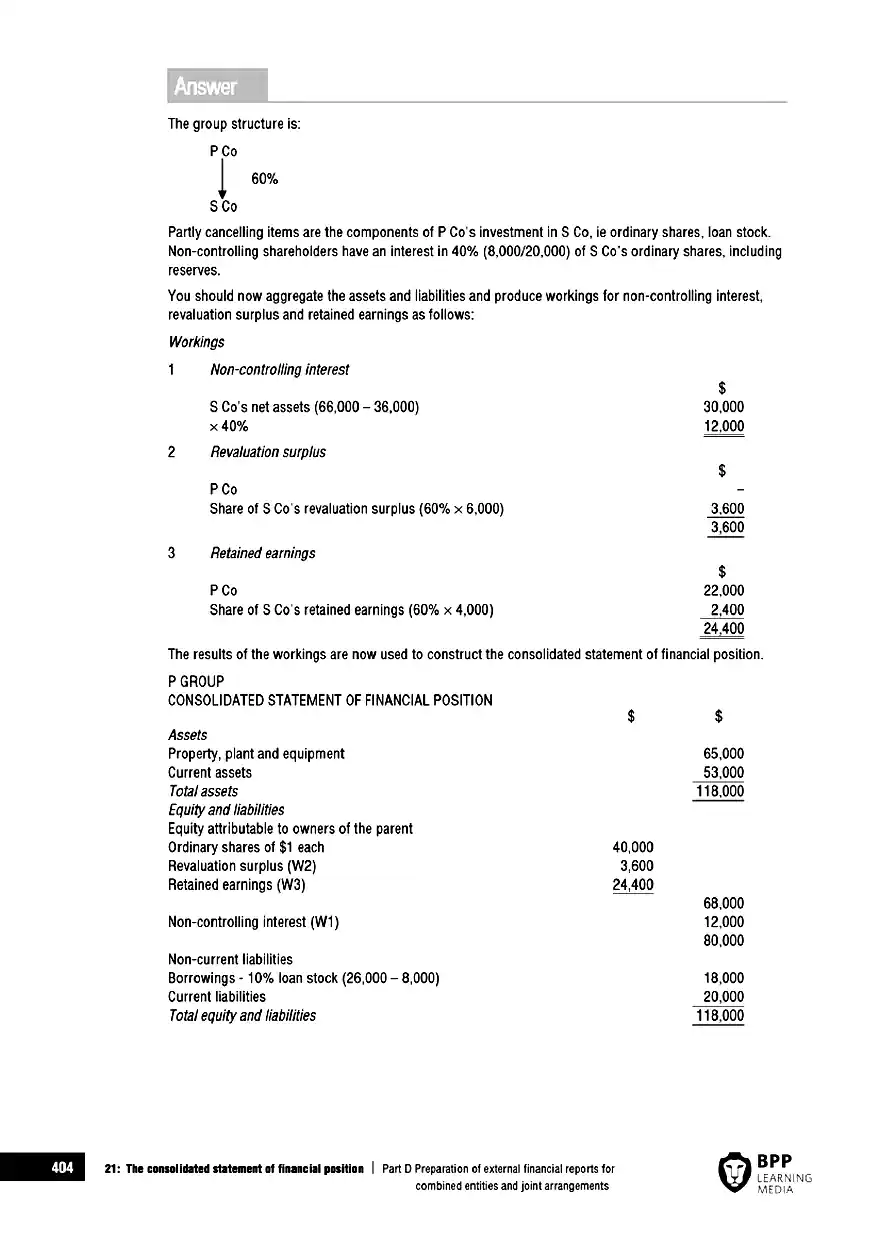 Answer
The group structure is:
P Co
60%
S Co
Partly cancelling items are the components of P Co's investment in S Co, ie ordinary shares, loan stock.
Non-controlling shareholders have an interest in 40% (8,000/20,000) of S Co's ordinary shares, including
reserves.
You should now aggregate the assets and liabilities and produce workings for non-controlling interest,
revaluation surplus and retained earnings as follows:
Workings
1 Non-controlling interest
$
S Co's net assets (66,000 – 36,000) 30,000
× 40% 12,000
2 Revaluation surplus
$
P Co –
Share of S Co's revaluation surplus (60% × 6,000) 3,600
3,600
3 Retained earnings
$
P Co 22,000
Share of S Co's retained earnings (60% × 4,000) 2,400
24,400
The results of the workings are now used to construct the consolidated statement of financial position.
P GROUP
CONSOLIDATED STATEMENT OF FINANCIAL POSITION
$ $
Assets
Property, plant and equipment 65,000
Current assets 53,000
Total assets 118,000
Equity and liabilities
Equity attributable to owners of the parent
Ordinary shares of $1 each 40,000
Revaluation surplus (W2) 3,600
Retained earnings (W3) 24,400
68,000
Non-controlling interest (W1) 12,000
80,000
Non-current liabilities
Borrowings - 10% loan stock (26,000 – 8,000) 18,000
Current liabilities 20,000
Total equity and liabilities 118,000
404 21: The consolidated statement of financial position | Part D Preparation of external financial reports for
combined entities and joint arrangements
BPP
LEARNING
MEDIA